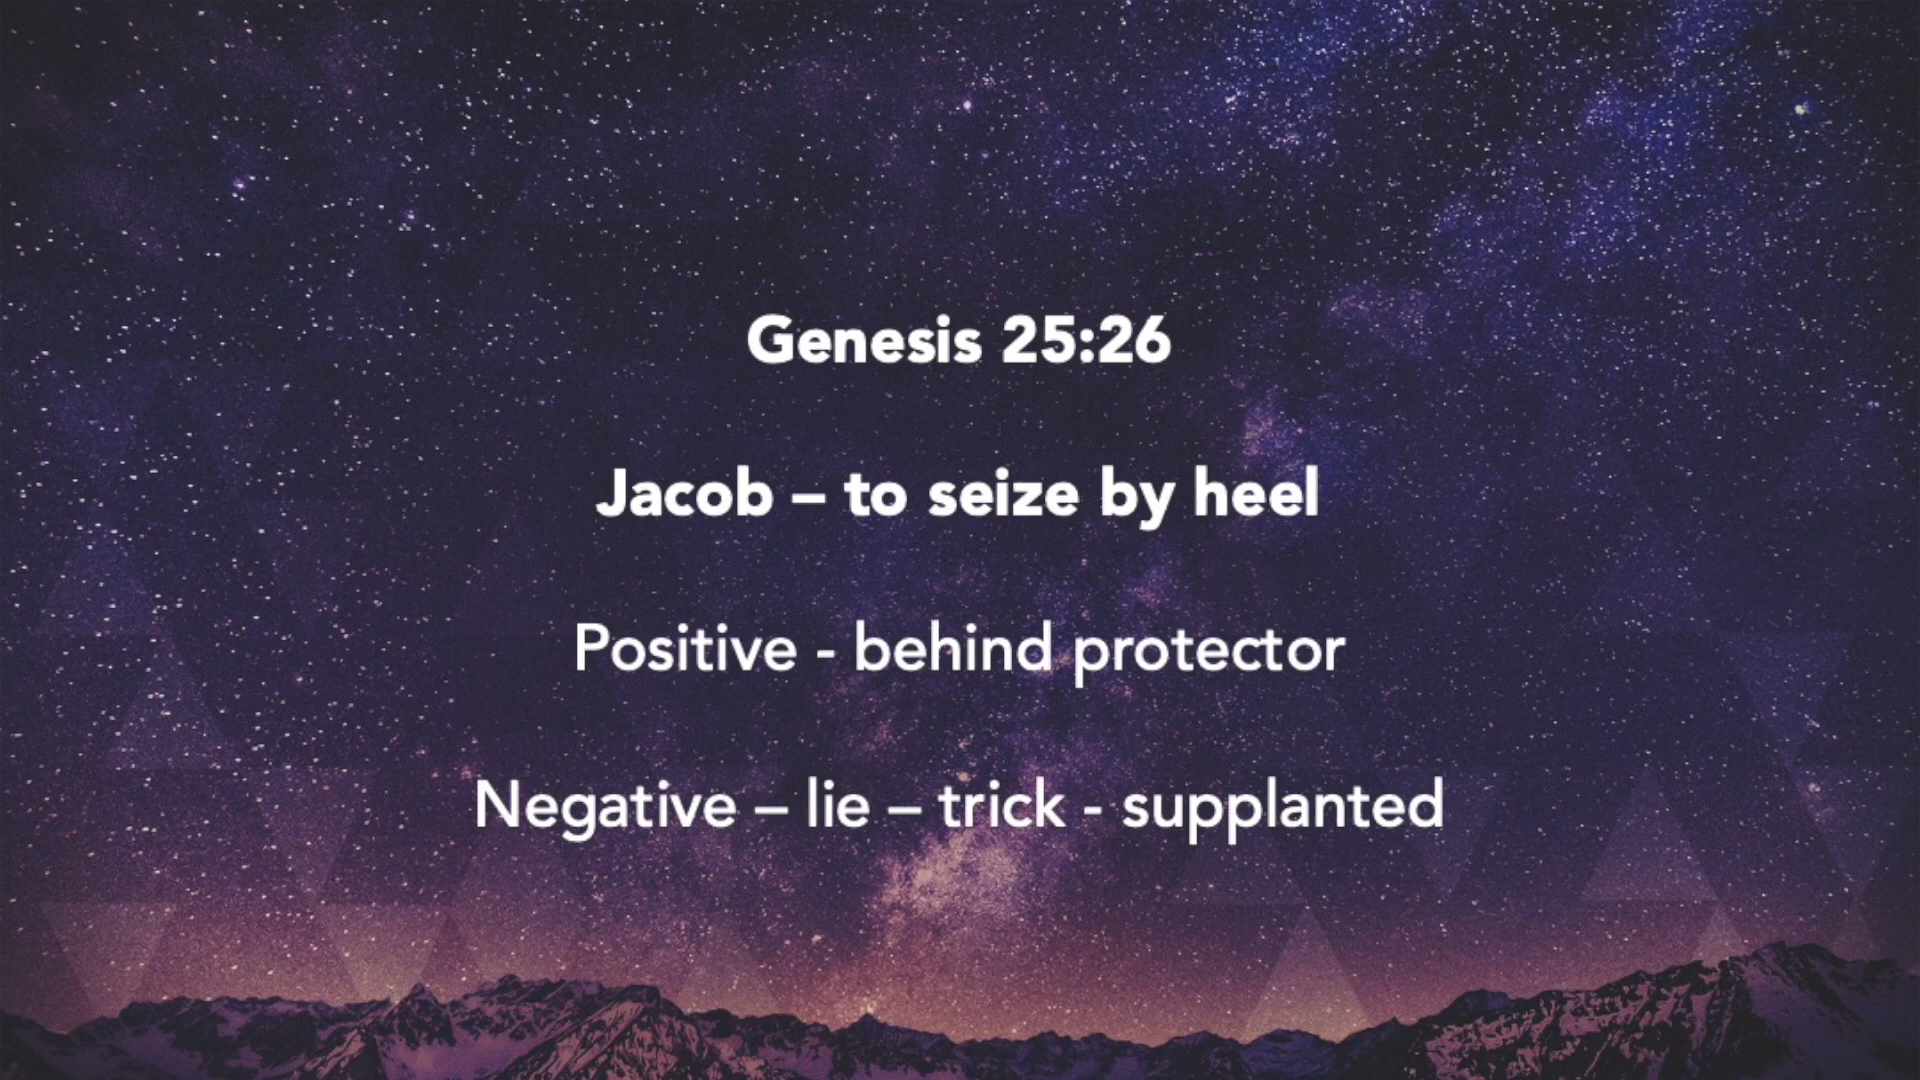 Genesis 25:26
Jacob – to seize by heel
Positive - behind protector
Negative – lie – trick - supplanted